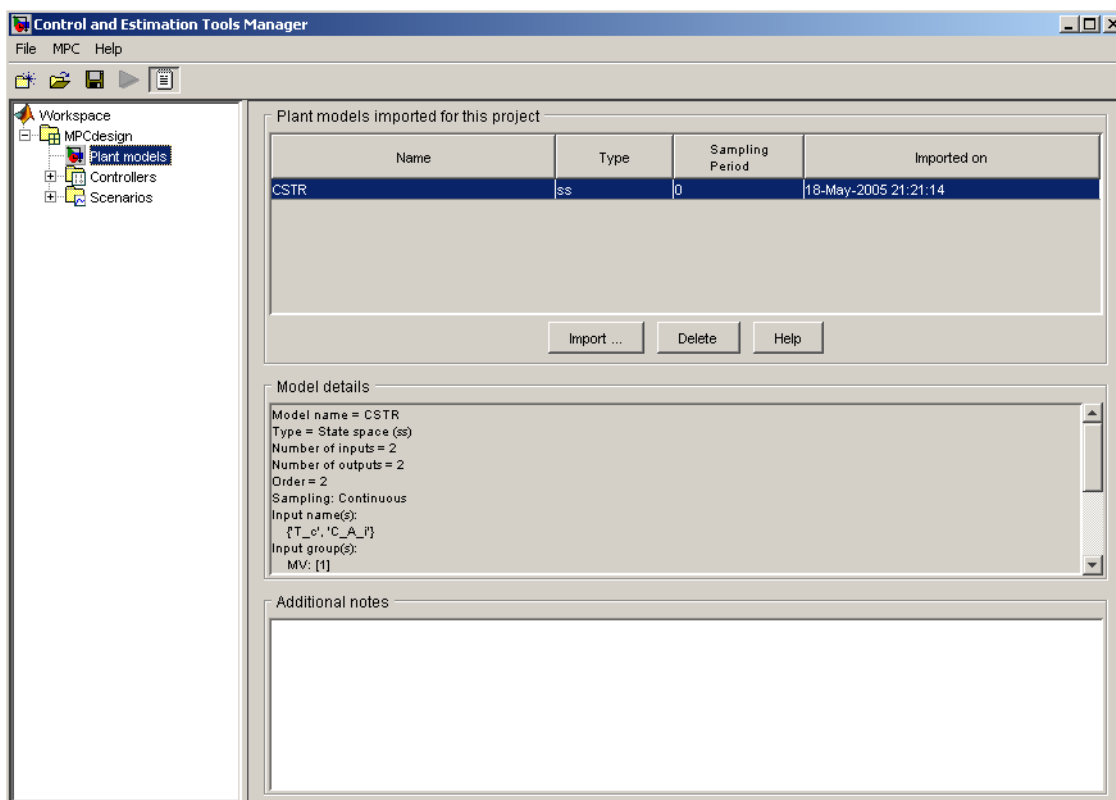 Control and Estimation Tools Manager
File MPC Help
Workspace
MPCdesign
Plant models
Controllers
Scenarios
Plant models imported for this project
Name Type Sampling Period Imported on
CSTR ss 0 18-May-2005 21:21:14
Import ... Delete Help
Model details
Model name = CSTR
Type = State space (ss)
Number of inputs = 2
Number of outputs = 2
Order = 2
Sampling: Continuous
Input name(s):
{'T_c', 'C_A_i'}
Input group(s):
MV: [1]
Additional notes